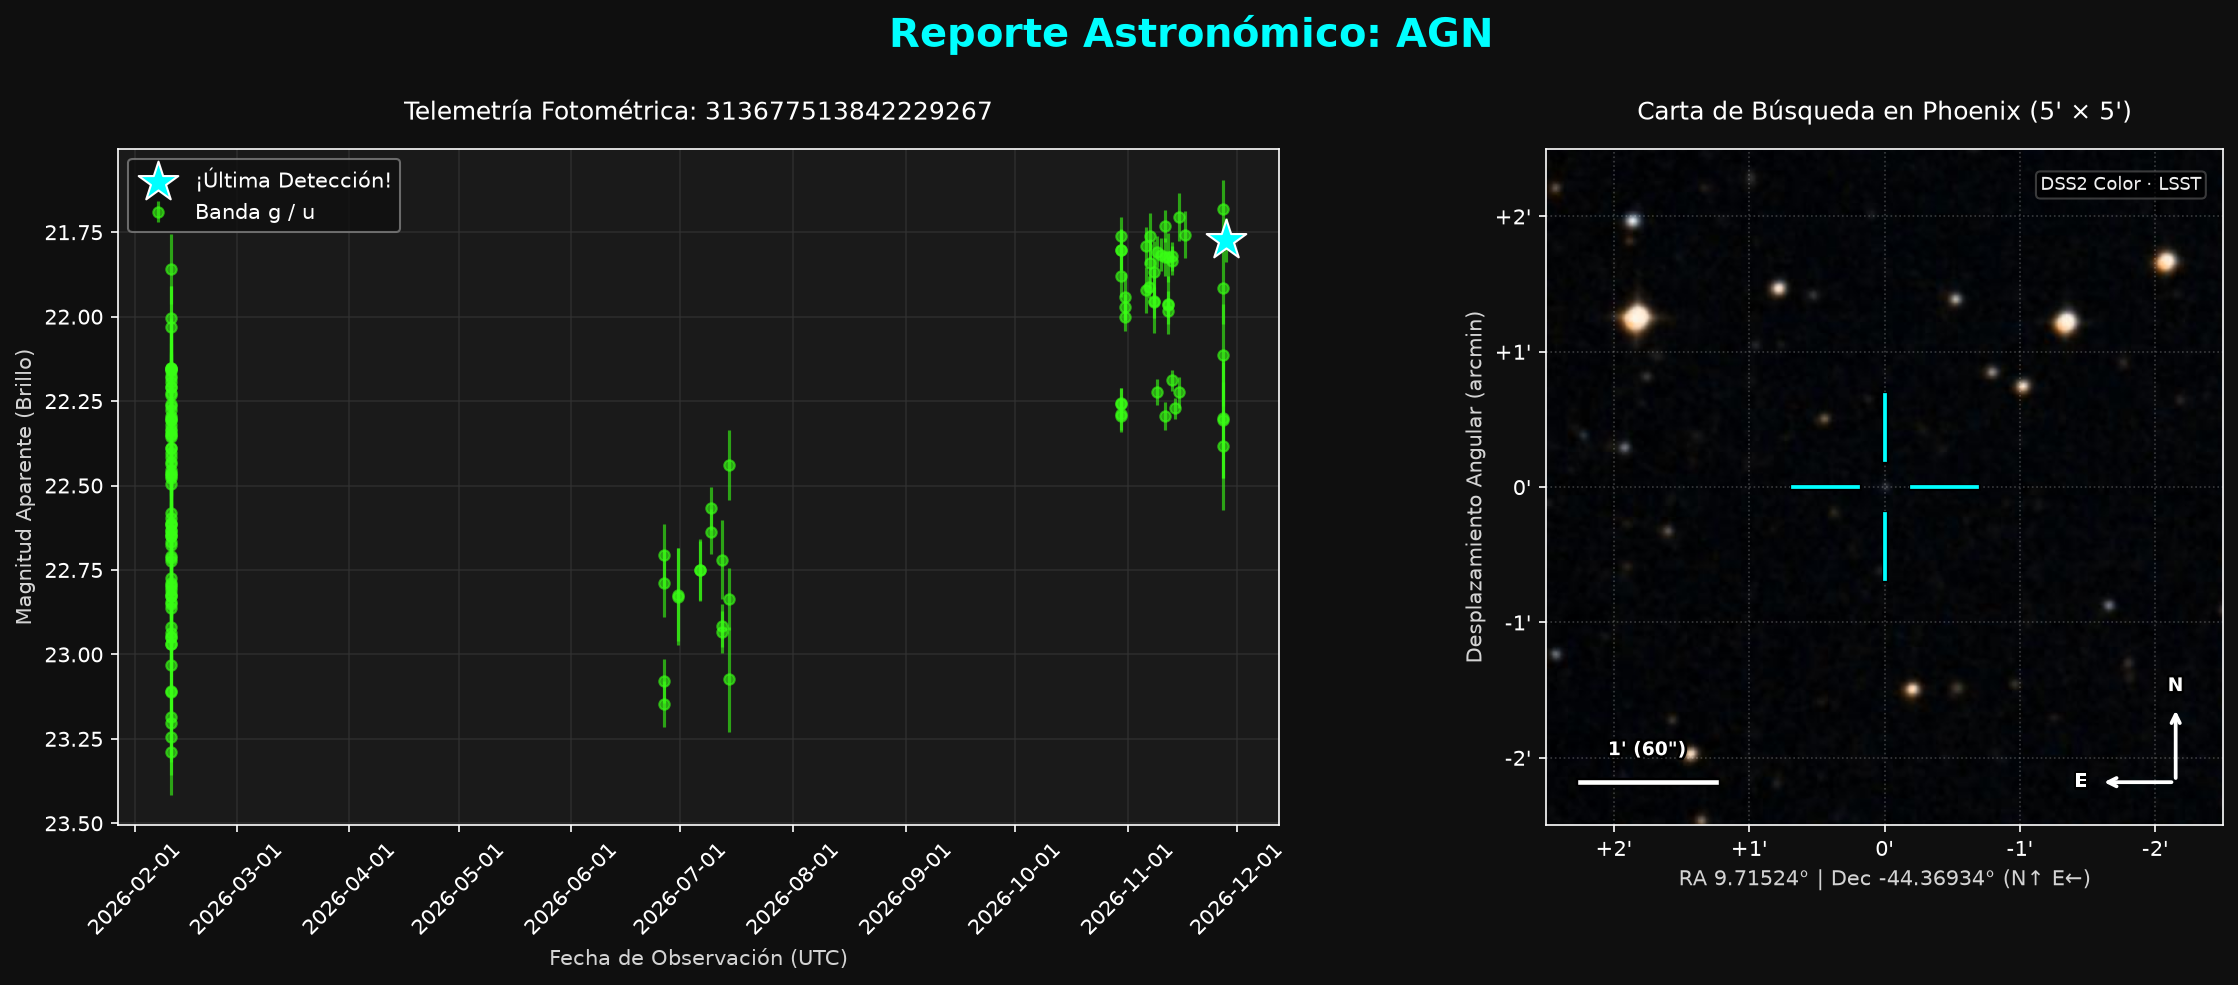 Reporte Astronómico: AGN
Telemetría Fotométrica: 313677513842229267
¡Última Detección!
Banda g / u
Magnitud Aparente (Brillo)
21.75
22.00
22.25
22.50
22.75
23.00
23.25
23.50
2026-02-01
2026-03-01
2026-04-01
2026-05-01
2026-06-01
2026-07-01
2026-08-01
2026-09-01
2026-10-01
2026-11-01
2026-12-01
Fecha de Observación (UTC)
Carta de Búsqueda en Phoenix (5' × 5')
DSS2 Color · LSST
Desplazamiento Angular (arcmin)
+2'
+1'
0'
-1'
-2'
N
E
1' (60")
+2'
+1'
0'
-1'
-2'
RA 9.71524° | Dec -44.36934° (N↑ E←)